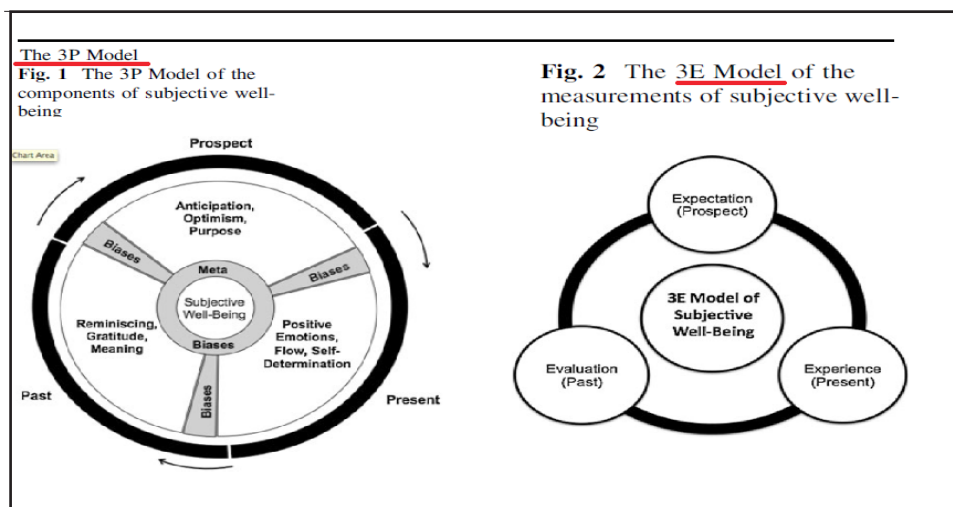 The 3P Model
Fig. 1 The 3P Model of the
components of subjective well-
being
Chart Area
Prospect
Anticipation,
Optimism,
Purpose
Biases
Meta
Biases
Subjective
Well-Being
Reminiscing,
Gratitude,
Meaning
Positive
Emotions,
Flow, Self-
Determination
Biases
Biases
Past
Present
Fig. 2 The 3E Model of the
measurements of subjective well-
being
Expectation
(Prospect)
3E Model of
Subjective
Well-Being
Evaluation
(Past)
Experience
(Present)